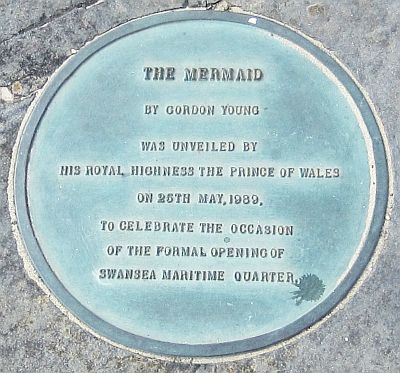 THE MERMAID
BY GORDON YOUNG
WAS UNVEILED BY
HIS ROYAL HIGHNESS THE PRINCE OF WALES
ON 25TH MAY, 1989.
TO CELEBRATE THE OCCASION
OF THE FORMAL OPENING OF
SWANSEA MARITIME QUARTER.